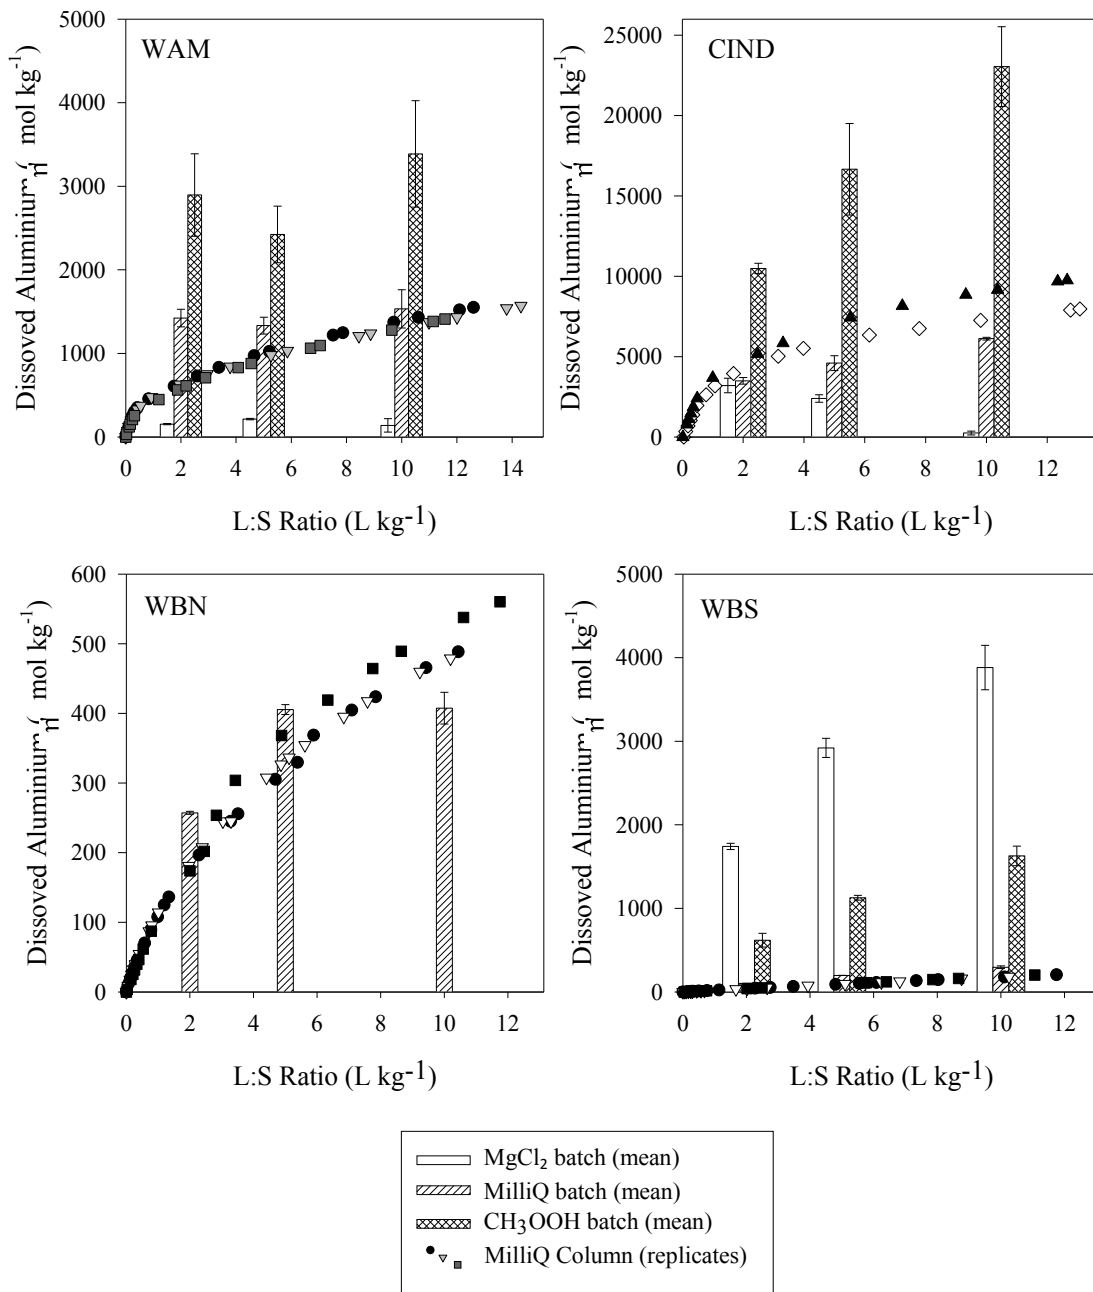 WAM
Dissoved Aluminium (μ mol kg-1)
5000
4000
3000
2000
1000
0
0 2 4 6 8 10 12 14
L:S Ratio (L kg-1)
CIND
Dissoved Aluminium (μ mol kg-1)
25000
20000
15000
10000
5000
0
0 2 4 6 8 10 12
L:S Ratio (L kg-1)
WBN
Dissoved Aluminium (μ mol kg-1)
600
500
400
300
200
100
0
0 2 4 6 8 10 12
L:S Ratio (L kg-1)
WBS
Dissoved Aluminium (μ mol kg-1)
5000
4000
3000
2000
1000
0
0 2 4 6 8 10 12
L:S Ratio (L kg-1)
MgCl2 batch (mean)
MilliQ batch (mean)
CH3OOH batch (mean)
MilliQ Column (replicates)